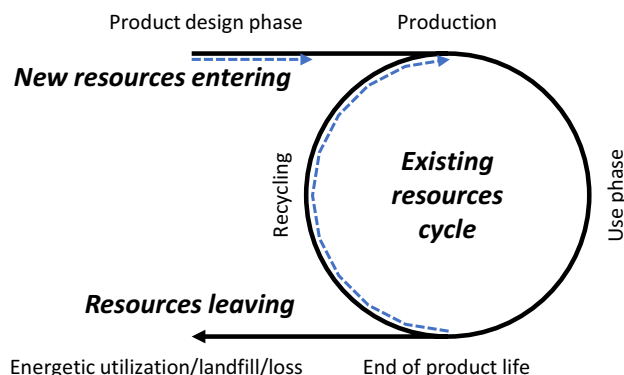 Product design phase
Production
New resources entering
Recycling
Existing
resources
cycle
Use phase
Resources leaving
Energetic utilization/landfill/loss
End of product life